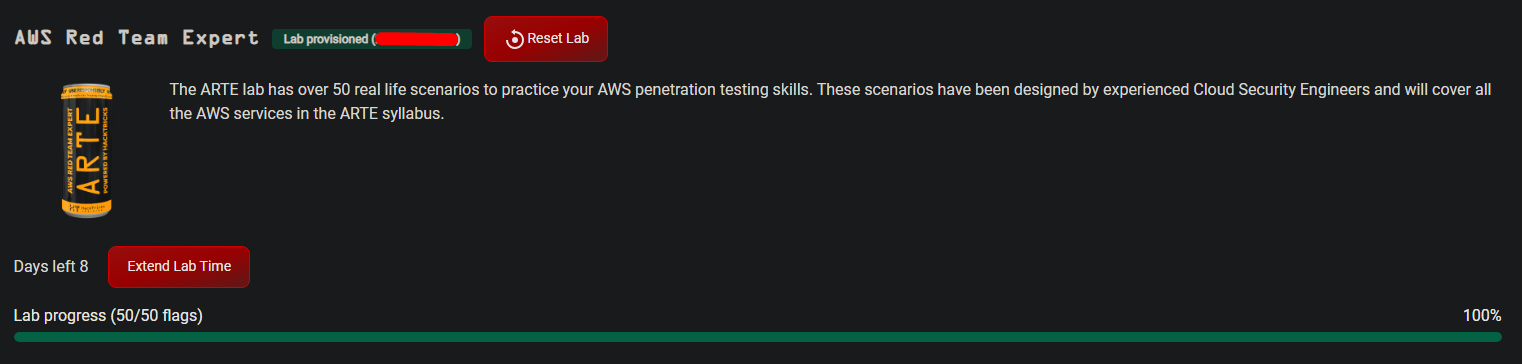 AWS Red Team Expert
Lab provisioned ( )
Reset Lab
The ARTE lab has over 50 real life scenarios to practice your AWS penetration testing skills. These scenarios have been designed by experienced Cloud Security Engineers and will cover all
the AWS services in the ARTE syllabus.
AWS RED TEAM EXPERT
ARTE
POWERED BY HACKTRICKS
Days left 8
Extend Lab Time
Lab progress (50/50 flags)
100%